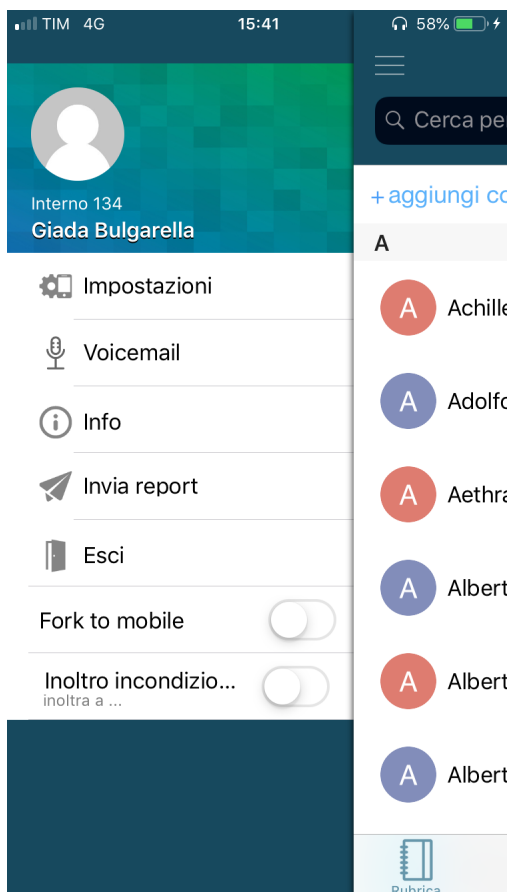 TIM 4G 15:41 58%
Interno 134
Giada Bulgarella
Impostazioni
Voicemail
Info
Invia report
Esci
Fork to mobile
Inoltro incondizio...
inoltra a ...
Cerca per
+ aggiungi co
A
A Achille
A Adolfo
A Aethra
A Albert
A Albert
A Albert
Rubrica